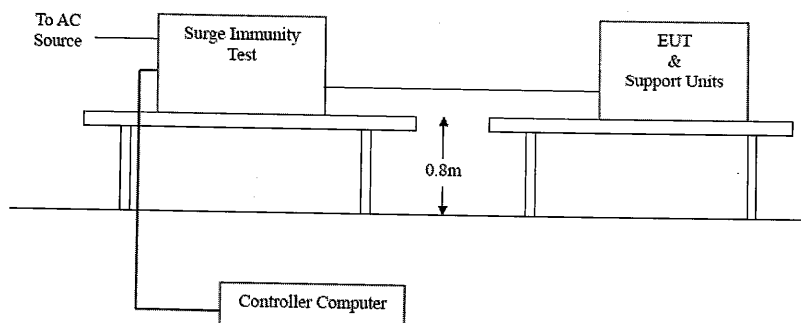 To AC
Source
Surge Immunity
Test
EUT
&
Support Units
0.8m
Controller Computer